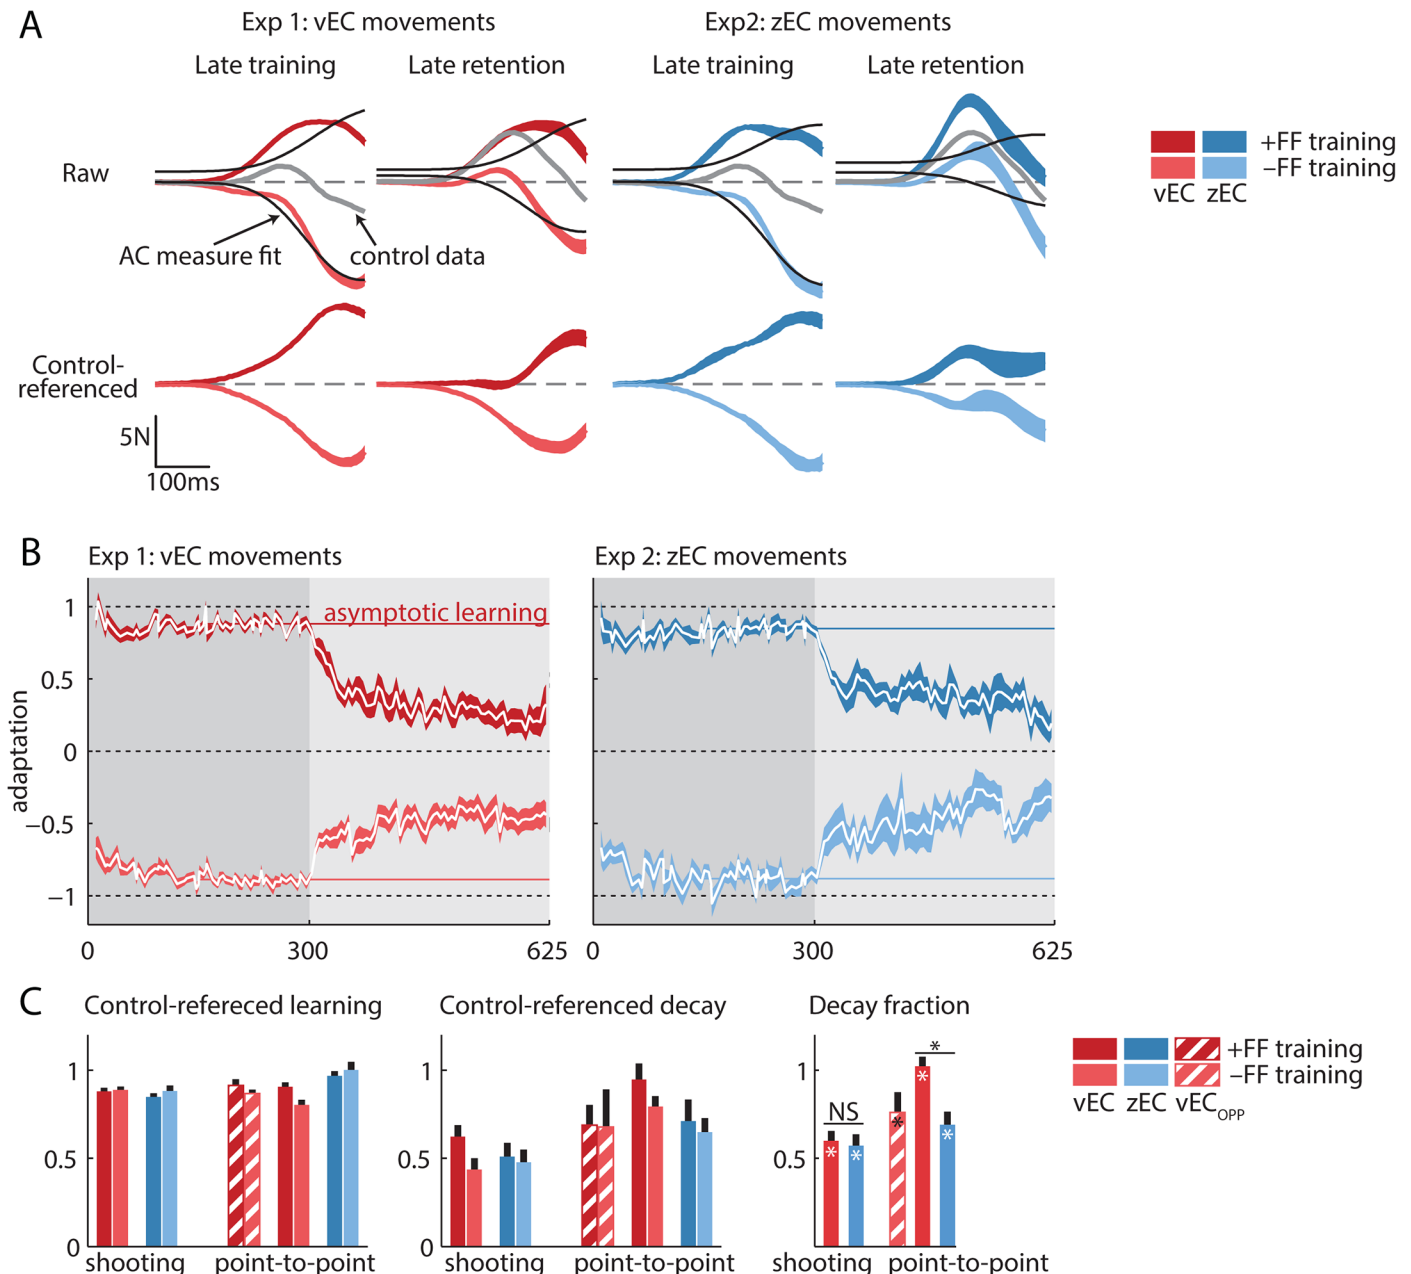 A
Exp 1: vEC movements
Exp2: zEC movements
Late training
Late retention
Late training
Late retention
Raw
+FF training
−FF training
vEC zEC
AC measure fit
control data
Control-
referenced
5N
100ms
B
Exp 1: vEC movements
Exp 2: zEC movements
adaptation
1
0.5
0
−0.5
−1
asymptotic learning
0 300 625
0 300 625
C
Control-refereced learning
Control-referenced decay
Decay fraction
1
0.5
0
shooting point-to-point
1
0.5
0
shooting point-to-point
1
0.5
0
NS
*
*
*
*
*
*
shooting point-to-point
+FF training
−FF training
vEC zEC vECOPP